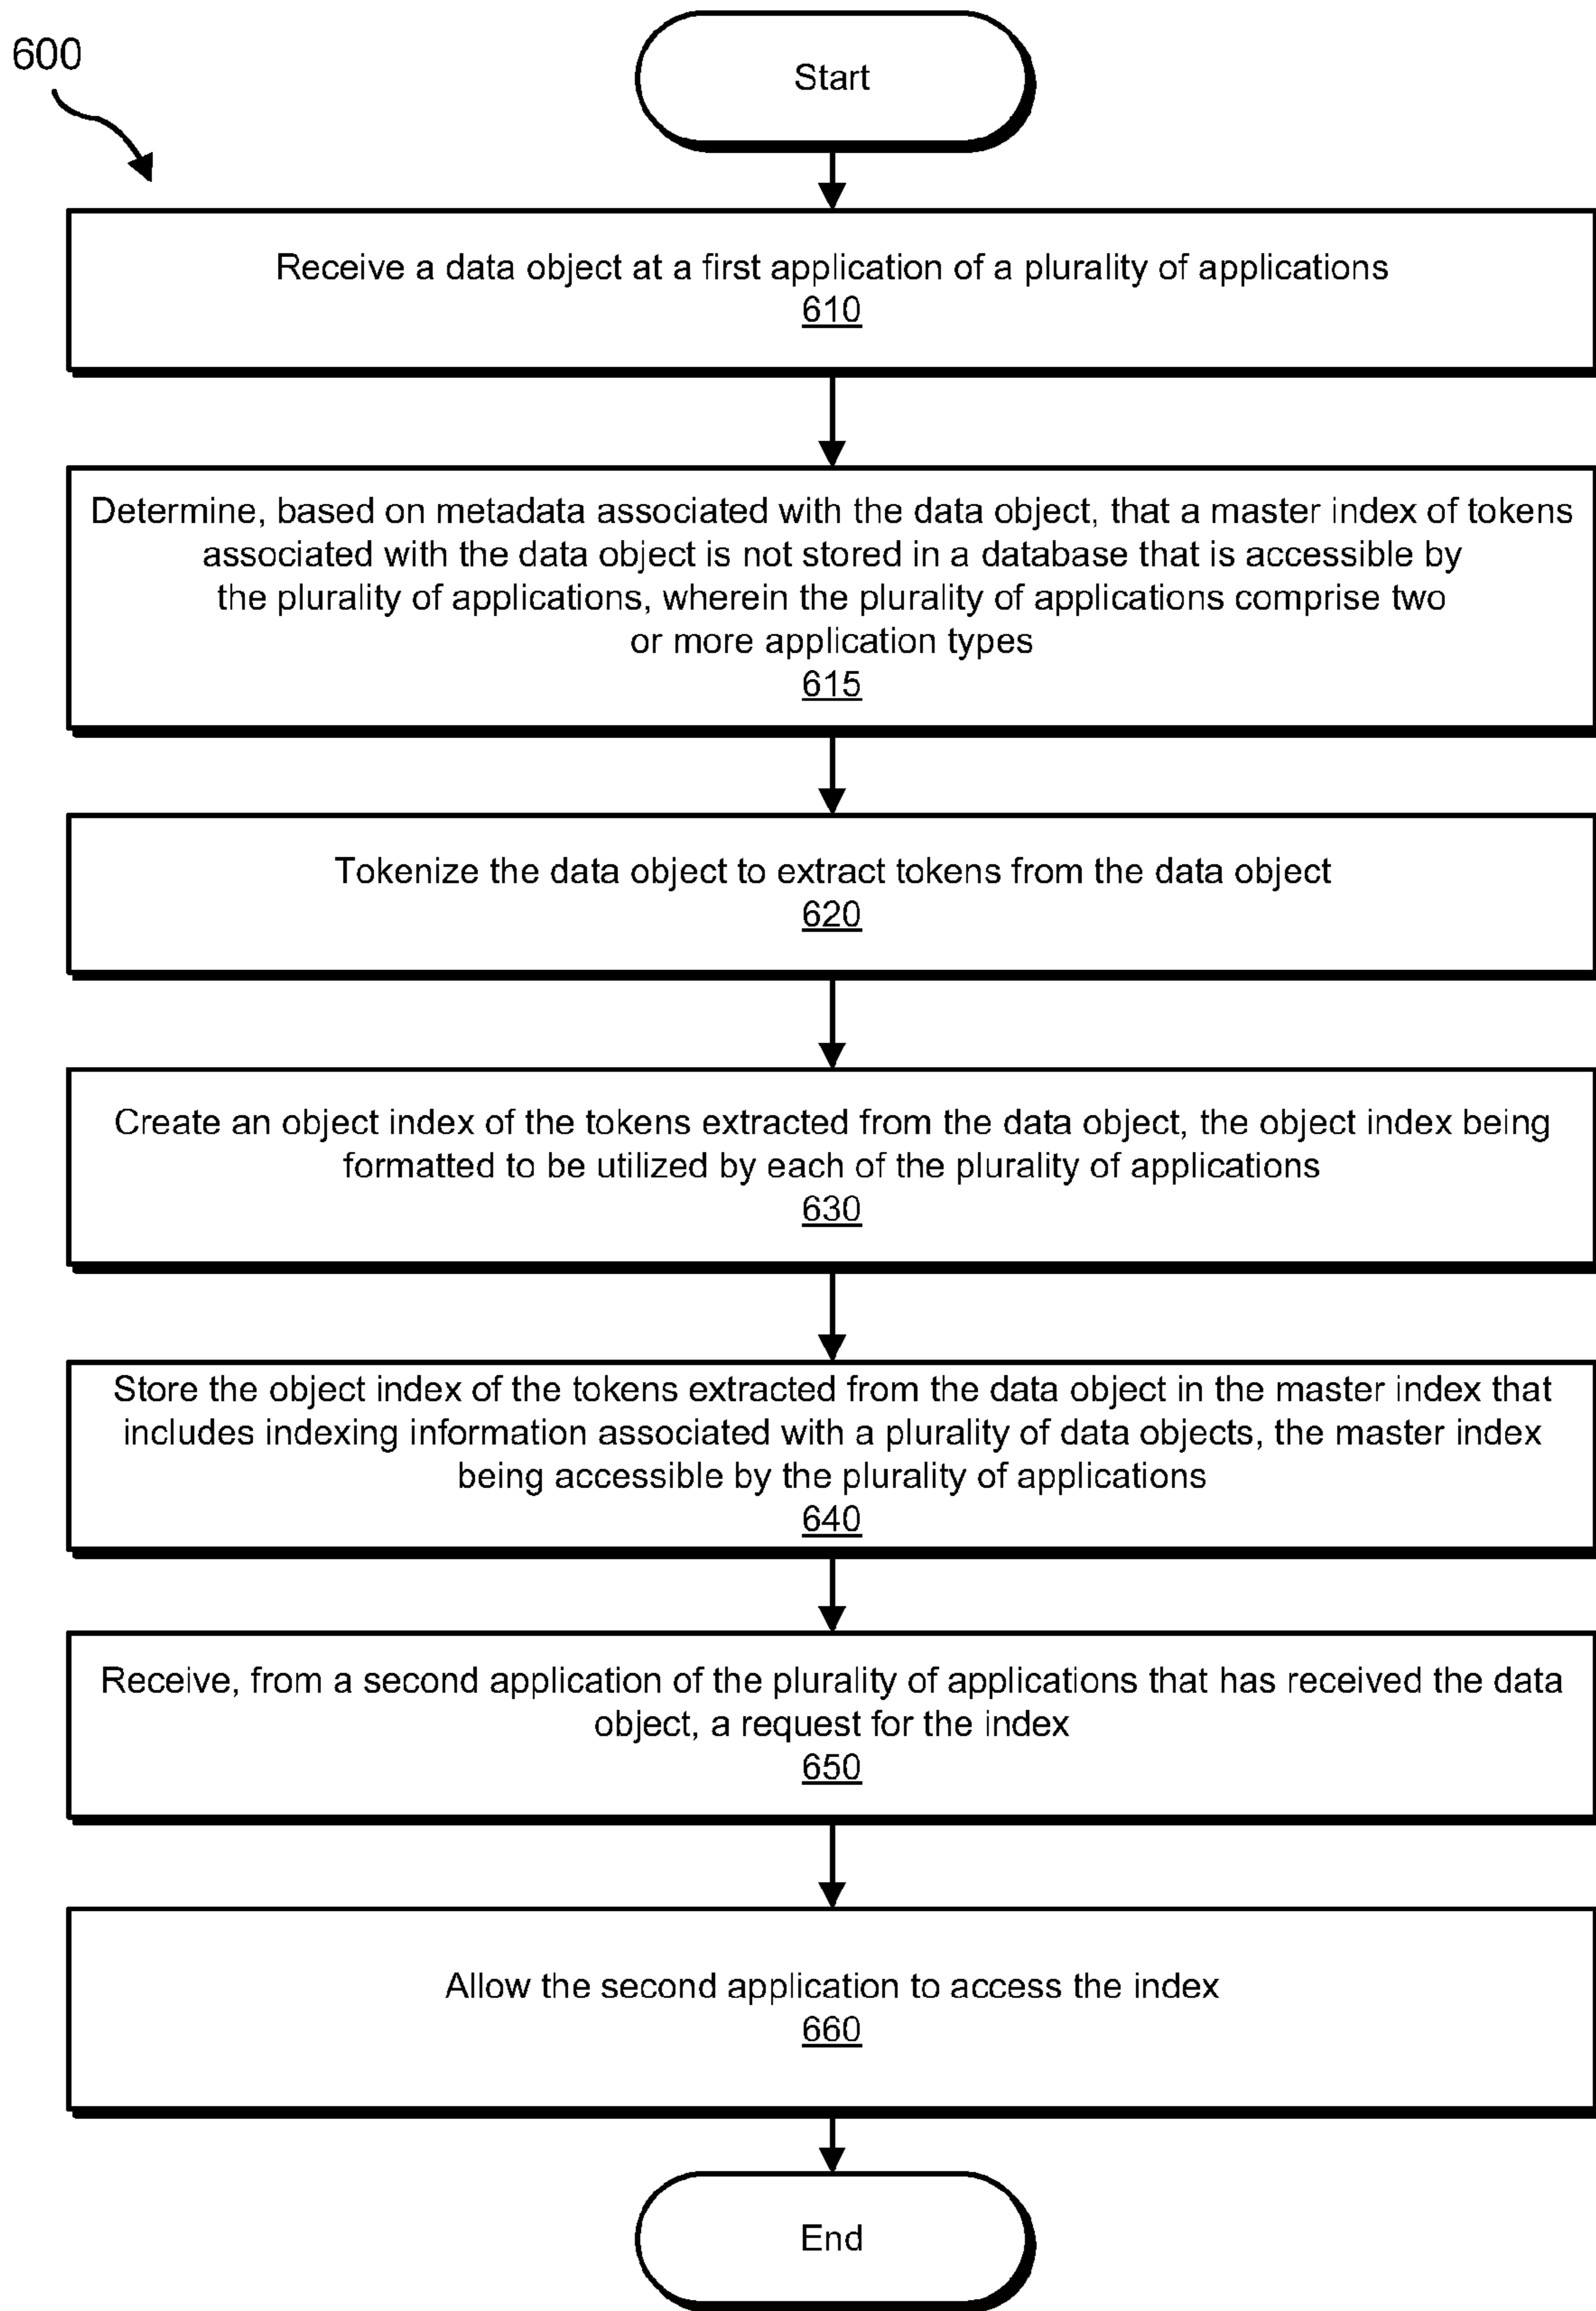 600
Start
Receive a data object at a first application of a plurality of applications
610
Determine, based on metadata associated with the data object, that a master index of tokens
associated with the data object is not stored in a database that is accessible by
the plurality of applications, wherein the plurality of applications comprise two
or more application types
615
Tokenize the data object to extract tokens from the data object
620
Create an object index of the tokens extracted from the data object, the object index being
formatted to be utilized by each of the plurality of applications
630
Store the object index of the tokens extracted from the data object in the master index that
includes indexing information associated with a plurality of data objects, the master index
being accessible by the plurality of applications
640
Receive, from a second application of the plurality of applications that has received the data
object, a request for the index
650
Allow the second application to access the index
660
End